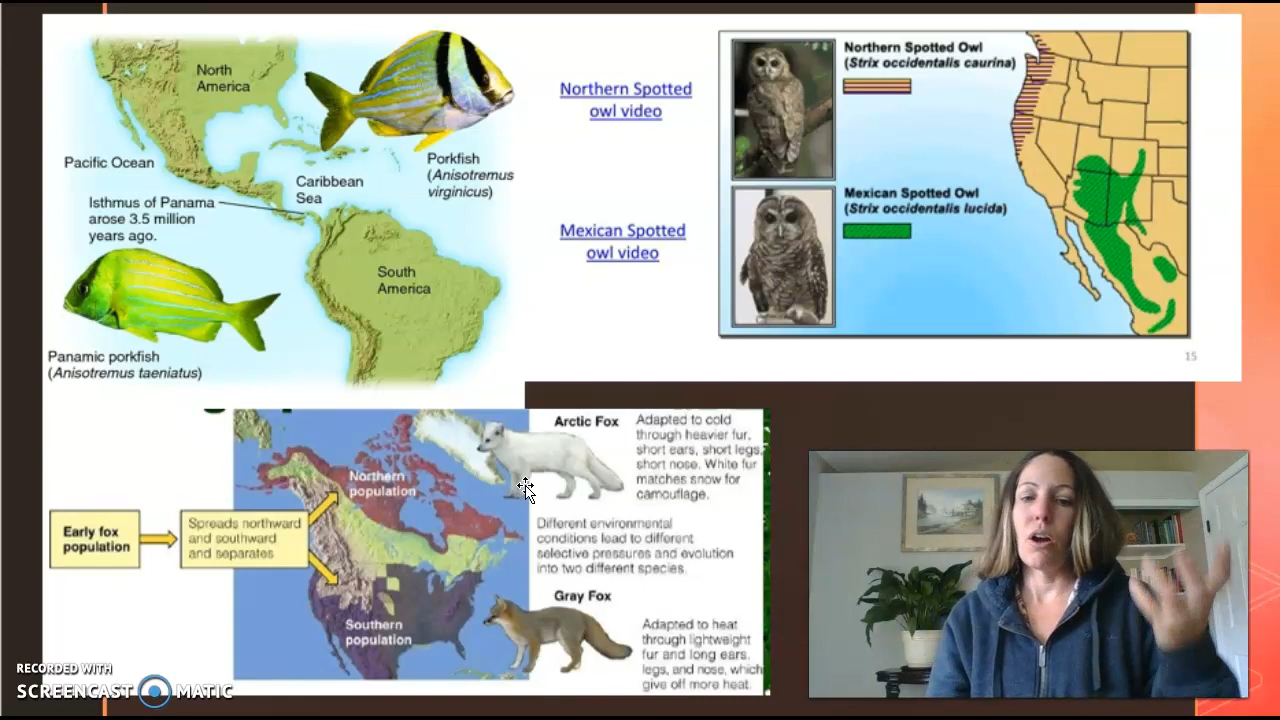 North
America
Pacific Ocean
Caribbean
Sea
Porkfish
(Anisotremus
virginicus)
Isthmus of Panama
arose 3.5 million
years ago.
South
America
Panamic porkfish
(Anisotremus taeniatus)
Northern Spotted
owl video
Mexican Spotted
owl video
Northern Spotted Owl
(Strix occidentalis caurina)
Mexican Spotted Owl
(Strix occidentalis lucida)
15
Early fox
population
Spreads northward
and southward
and separates
Northern
population
Southern
population
Arctic Fox
Adapted to cold
through heavier fur,
short ears, short legs,
short nose. White fur
matches snow for
camouflage.
Different environmental
conditions lead to different
selective pressures and evolution
into two different species.
Gray Fox
Adapted to heat
through lightweight
fur and long ears,
legs, and nose, which
give off more heat.
RECORDED WITH
SCREENCAST MATIC